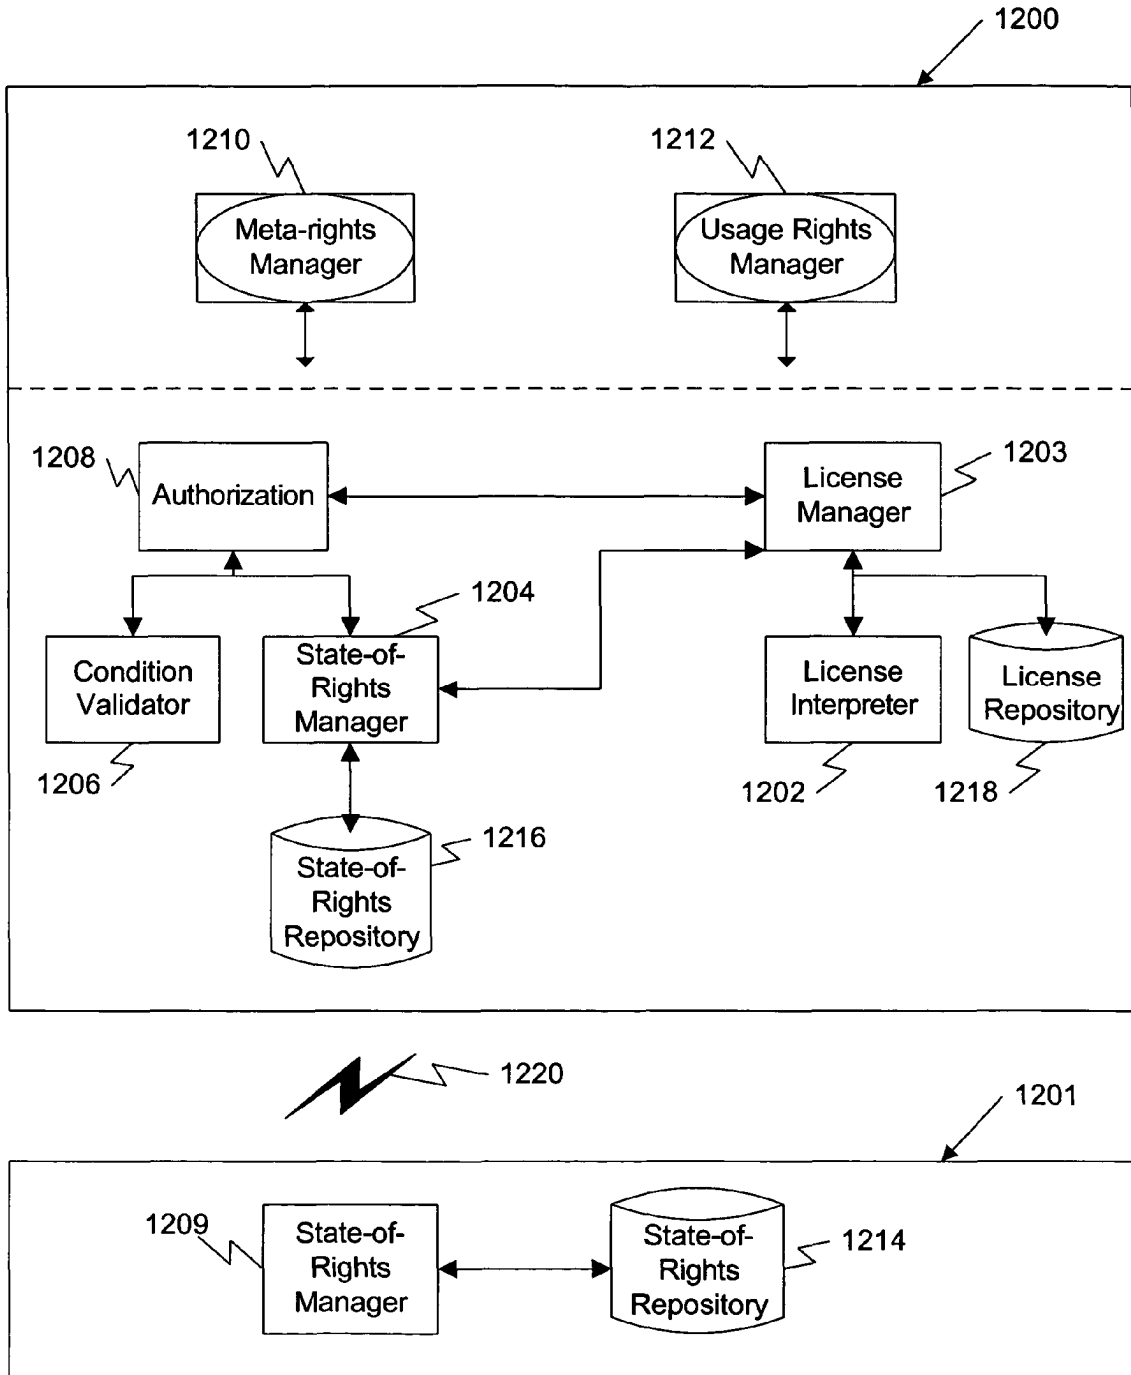 1200
1210
1212
Meta-rights
Manager
Usage Rights
Manager
1208
Authorization
License
Manager
1203
1204
Condition
Validator
State-of-
Rights
Manager
License
Interpreter
License
Repository
1206
1202
1218
1216
State-of-
Rights
Repository
1220
1201
1209
State-of-
Rights
Manager
State-of-
Rights
Repository
1214